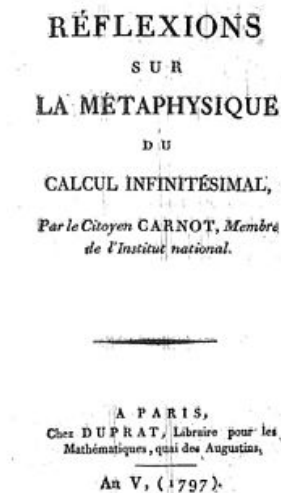 RÉFLEXIONS
SUR
LA MÉTAPHYSIQUE
DU
CALCUL INFINITÉSIMAL,
Par le Citoyen CARNOT, Membre
de l'Institut national.
A PARIS,
Chez DUPRAT, Libraire pour les
Mathématiques, quai des Augustins,
An V, (1797).